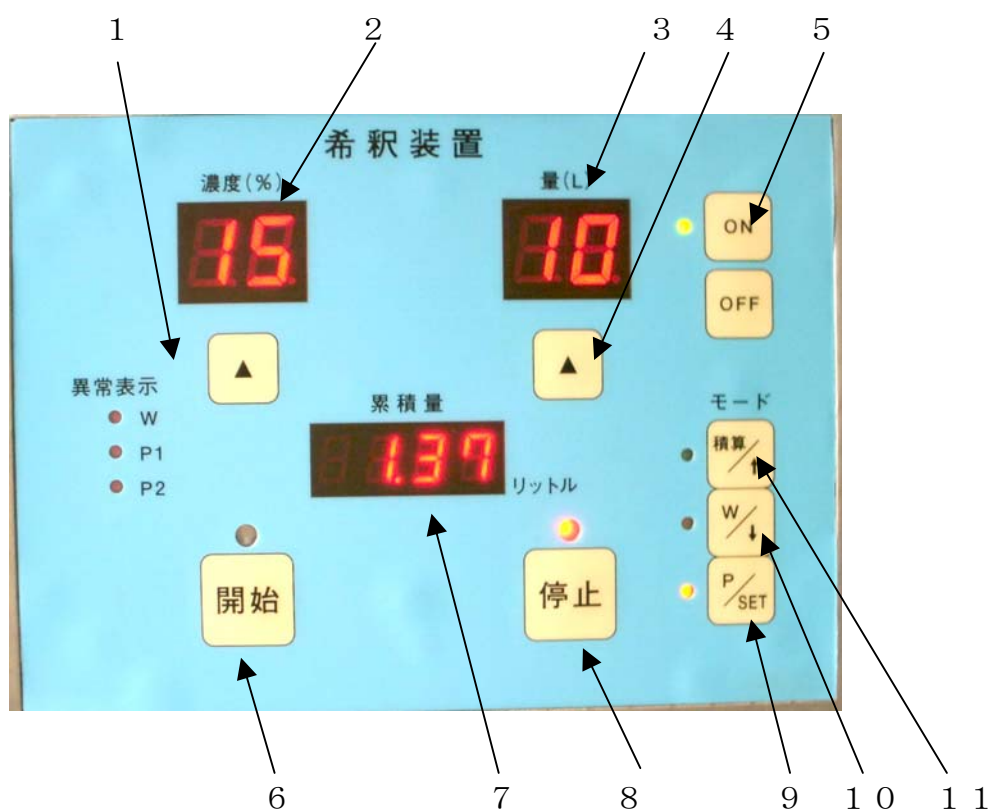 １ ２ ３ ４ ５
希釈装置
濃度(%) 量(L)
15 10
ON
OFF
▲ ▲
異常表示
W
P1
P2
累積量
1.37
リットル
モード
積算/↑
W/↓
P/SET
開始 停止
６ ７ ８ ９ １０ １１